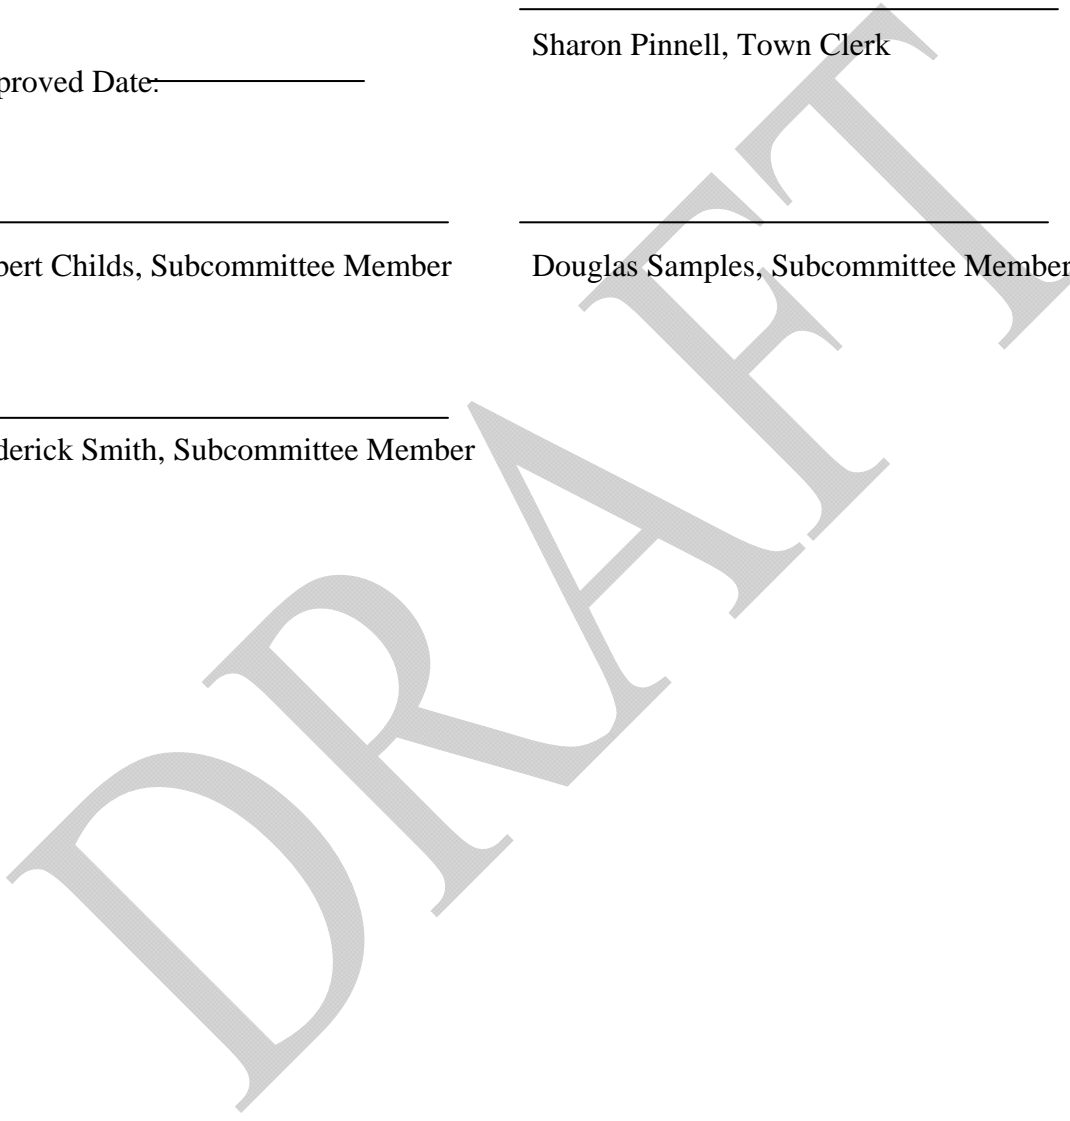 Sharon Pinnell, Town Clerk
proved Date:
bert Childs, Subcommittee Member
Douglas Samples, Subcommittee Member
derick Smith, Subcommittee Member
DRAFT